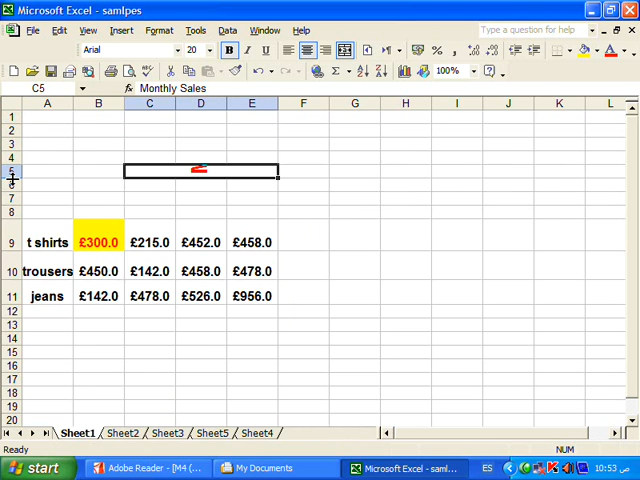 Microsoft Excel - samlpes
File Edit View Insert Format Tools Data Window Help Type a question for help
Arial 20 B
100%
C5 fx Monthly Sales
A B C D E F G H I J K L
1
2
3
4
5
6
7
8
9 t shirts £300.0 £215.0 £452.0 £458.0
10 trousers £450.0 £142.0 £458.0 £478.0
11 jeans £142.0 £478.0 £526.0 £956.0
12
13
14
15
16
17
18
19
20
Sheet1 Sheet2 Sheet3 Sheet5 Sheet4
Ready NUM
start Adobe Reader - [M4 (... My Documents Microsoft Excel - saml... ES 10:53 ص